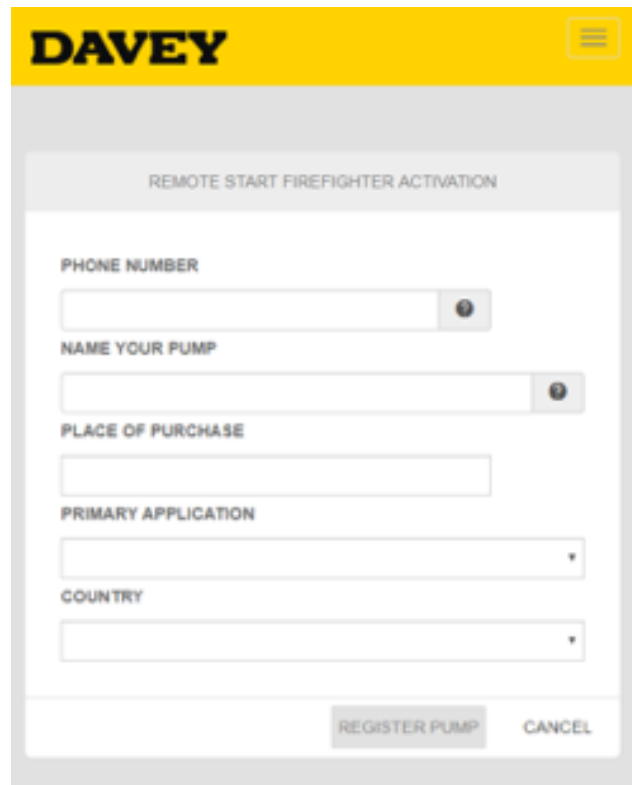 DAVEY
REMOTE START FIREFIGHTER ACTIVATION
PHONE NUMBER
?
NAME YOUR PUMP
?
PLACE OF PURCHASE
PRIMARY APPLICATION
COUNTRY
REGISTER PUMP CANCEL